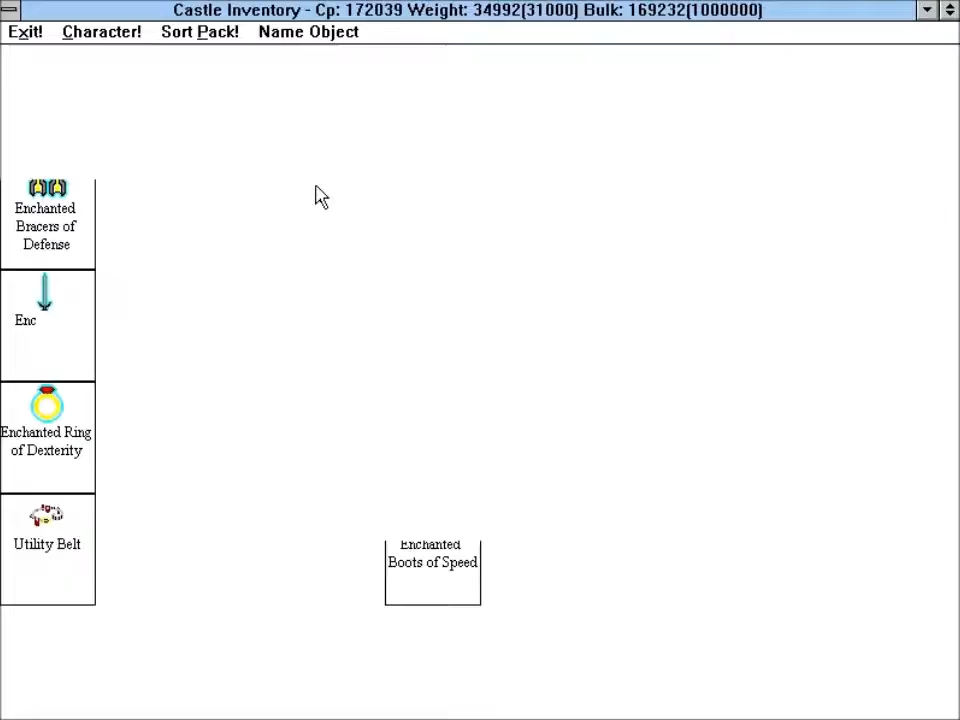 Castle Inventory - Cp: 172039 Weight: 34992(31000) Bulk: 169232(1000000)
Exit! Character! Sort Pack! Name Object
Enchanted
Bracers of
Defense
Enc
Enchanted Ring
of Dexterity
Utility Belt
Enchanted
Boots of Speed